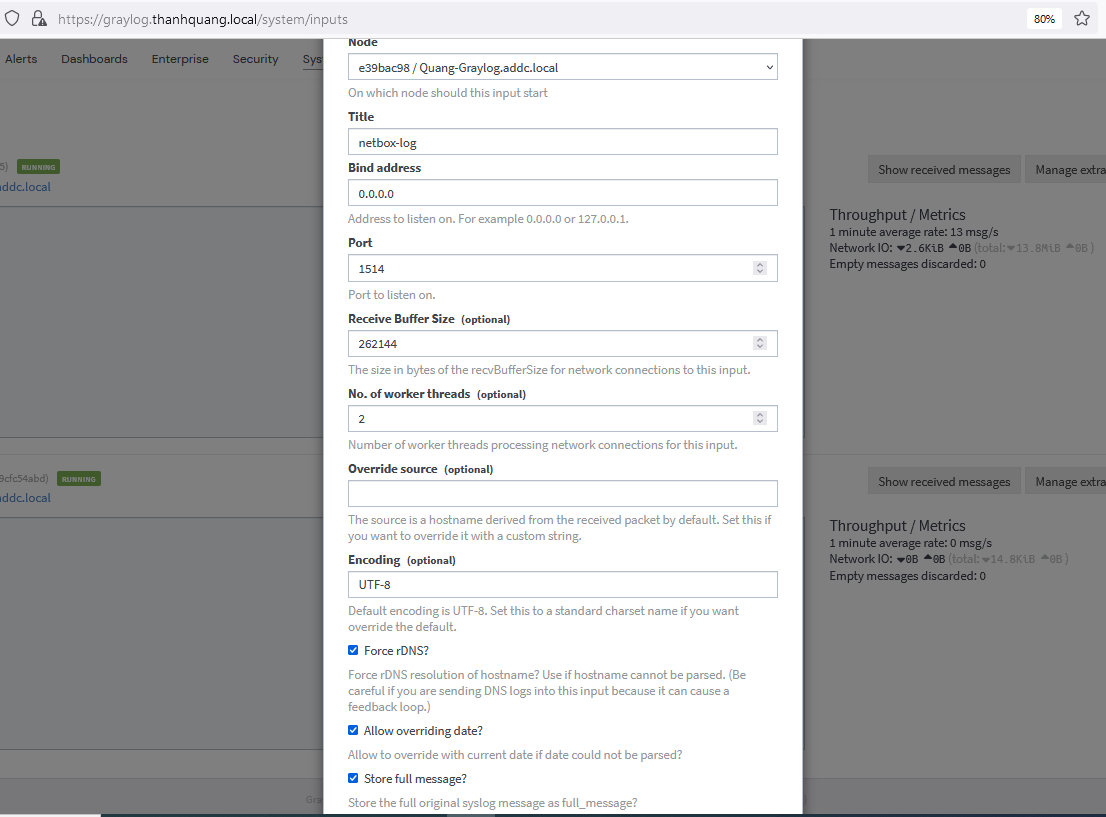 https://graylog.thanhquang.local/system/inputs
80%
Alerts Dashboards Enterprise Security Sys
Node
e39bac98 / Quang-Graylog.addc.local
On which node should this input start
Title
netbox-log
Bind address
0.0.0.0
Address to listen on. For example 0.0.0.0 or 127.0.0.1.
Port
1514
Port to listen on.
Receive Buffer Size (optional)
262144
The size in bytes of the recvBufferSize for network connections to this input.
No. of worker threads (optional)
2
Number of worker threads processing network connections for this input.
Override source (optional)
The source is a hostname derived from the received packet by default. Set this if
you want to override it with a custom string.
Encoding (optional)
UTF-8
Default encoding is UTF-8. Set this to a standard charset name if you want
override the default.
Force rDNS?
Force rDNS resolution of hostname? Use if hostname cannot be parsed. (Be
careful if you are sending DNS logs into this input because it can cause a
feedback loop.)
Allow overriding date?
Allow to override with current date if date could not be parsed?
Store full message?
Store the full original syslog message as full_message?
5) RUNNING
addc.local
Show received messages Manage extra
Throughput / Metrics
1 minute average rate: 13 msg/s
Network IO: 2.6KiB 0B (total: 13.8MiB 0B )
Empty messages discarded: 0
9cfc54abd) RUNNING
addc.local
Show received messages Manage extra
Throughput / Metrics
1 minute average rate: 0 msg/s
Network IO: 0B 0B (total: 14.8KiB 0B )
Empty messages discarded: 0
Gra